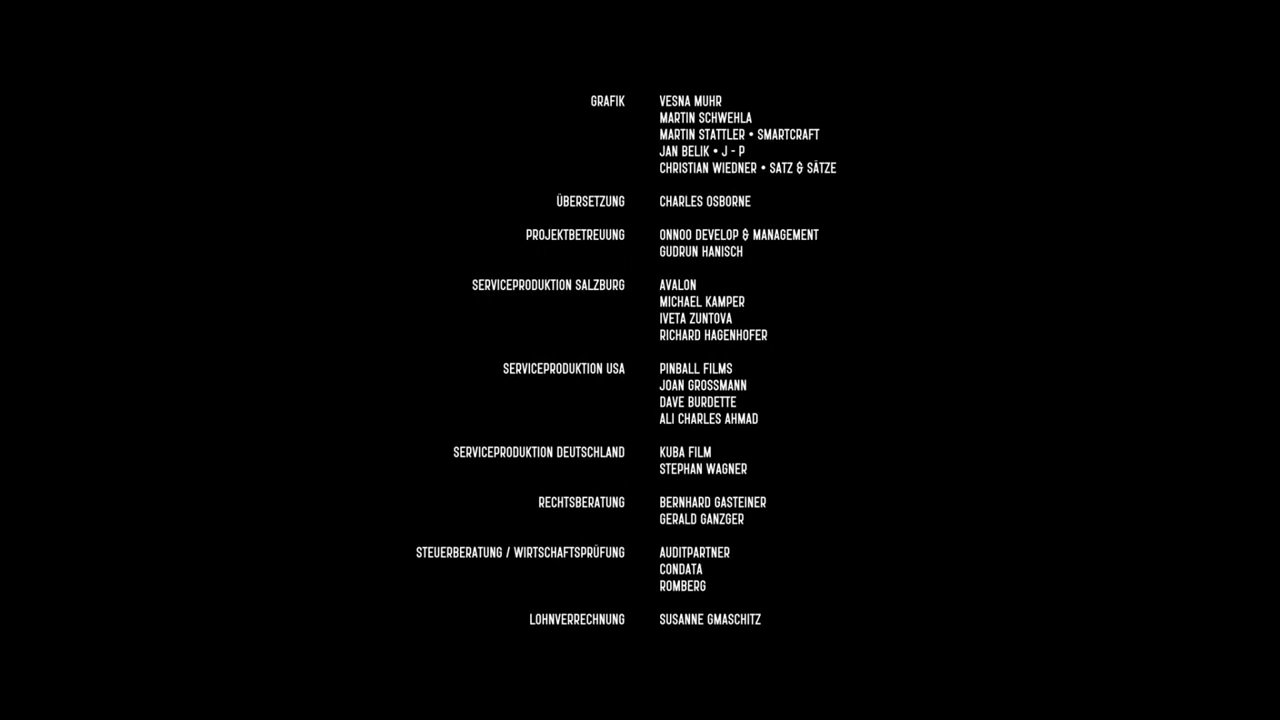 GRAFIK VESNA MUHR
MARTIN SCHWEHLA
MARTIN STATTLER • SMARTCRAFT
JAN BELIK • J - P
CHRISTIAN WIEDNER • SATZ & SÄTZE
ÜBERSETZUNG CHARLES OSBORNE
PROJEKTBETREUUNG ONNOO DEVELOP & MANAGEMENT
GUDRUN HANISCH
SERVICEPRODUKTION SALZBURG AVALON
MICHAEL KAMPER
IVETA ZUNTOVA
RICHARD HAGENHOFER
SERVICEPRODUKTION USA PINBALL FILMS
JOAN GROSSMANN
DAVE BURDETTE
ALI CHARLES AHMAD
SERVICEPRODUKTION DEUTSCHLAND KUBA FILM
STEPHAN WAGNER
RECHTSBERATUNG BERNHARD GASTEINER
GERALD GANZGER
STEUERBERATUNG / WIRTSCHAFTSPRÜFUNG AUDITPARTNER
CONDATA
ROMBERG
LOHNVERRECHNUNG SUSANNE GMASCHITZ